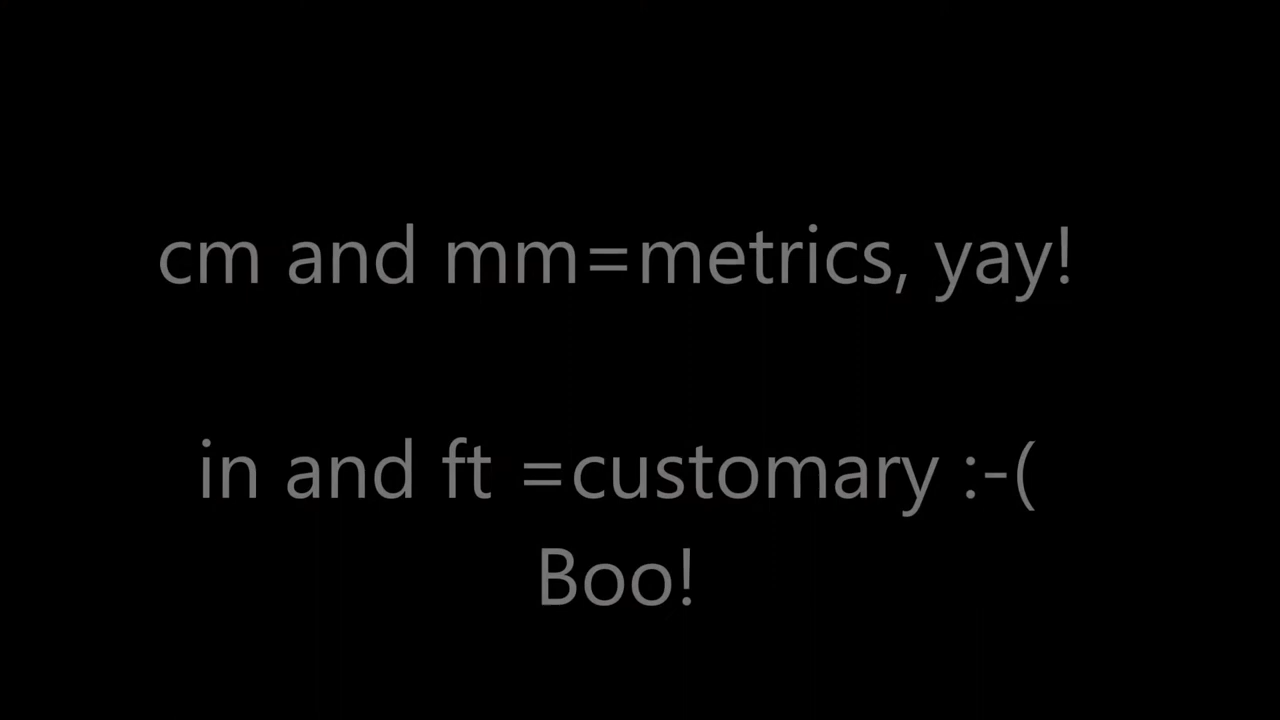 cm and mm=metrics, yay!
in and ft =customary :-(
Boo!